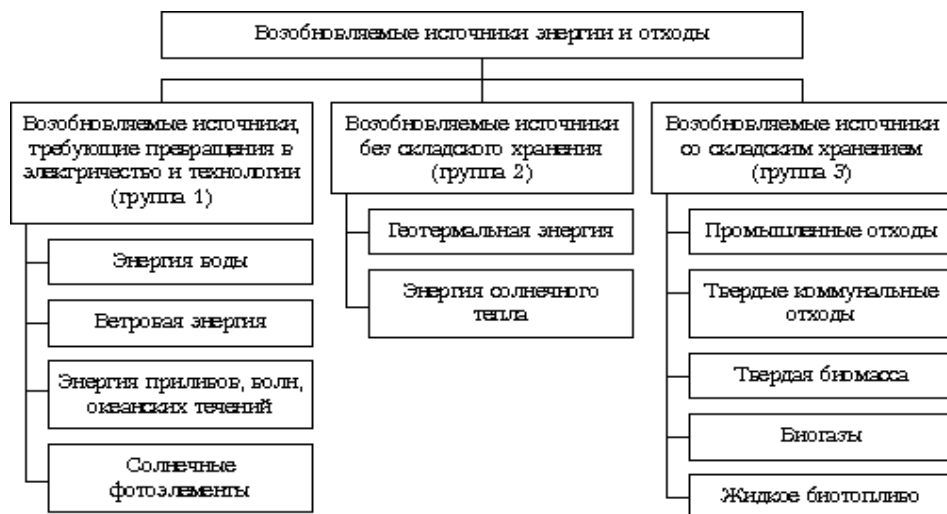 Возобновляемые источники энергии и отходы
Возобновляемые источники,
требующие превращения в
электричество и технологии
(группа 1)
Энергия воды
Ветровая энергия
Энергия приливов, волн,
океанских течений
Солнечные
фотоэлементы
Возобновляемые источники
без складского хранения
(группа 2)
Геотермальная энергия
Энергия солнечного
тепла
Возобновляемые источники
со складским хранением
(группа 3)
Промышленные отходы
Твердые коммунальные
отходы
Твердая биомасса
Биогазы
Жидкое биотопливо